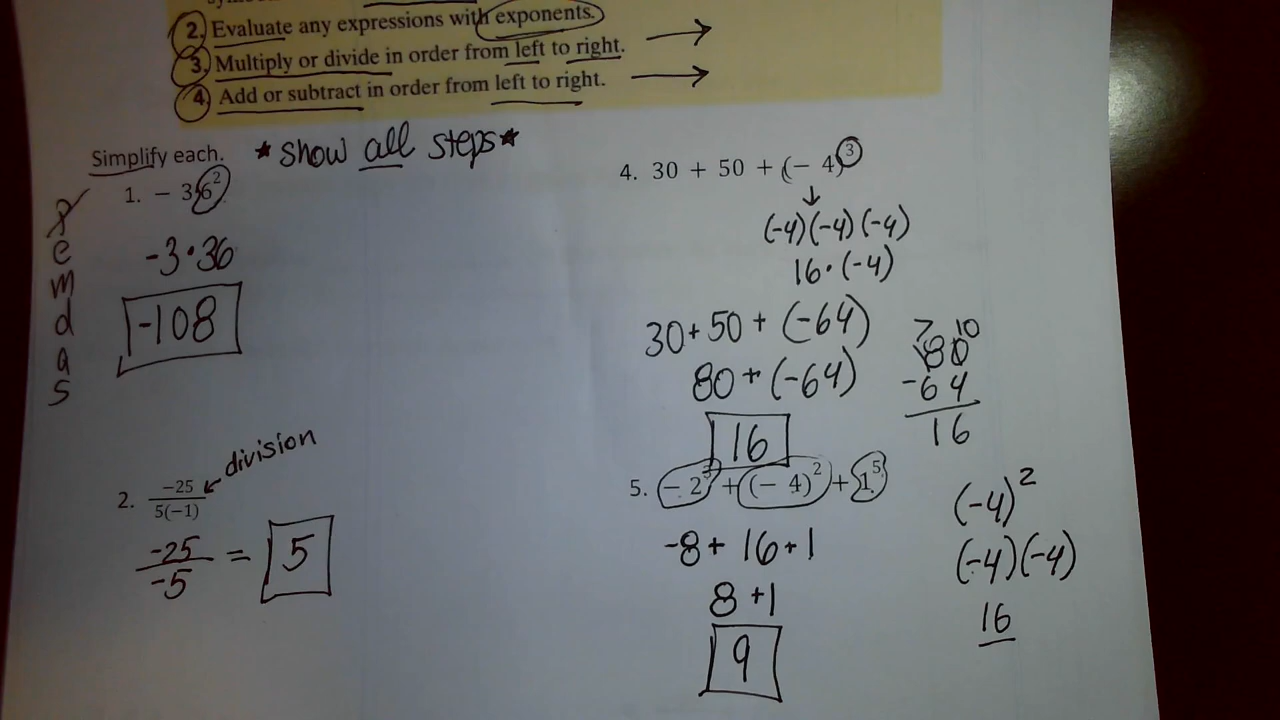 2. Evaluate any expressions with exponents.
3. Multiply or divide in order from left to right.
4. Add or subtract in order from left to right.
Simplify each. *show all steps*
p
e
m
d
a
s
1. − 3·6²
-3·36
-108
2. −25 / 5(−1)
division
-25 / -5 = 5
4. 30 + 50 + (− 4)³
(-4)(-4)(-4)
16·(-4)
30+50+(-64)
80+(-64)
16
7 10
80
-64
16
5. − 2³ + (− 4)² + 1⁵
-8+16+1
8+1
9
(-4)²
(-4)(-4)
16